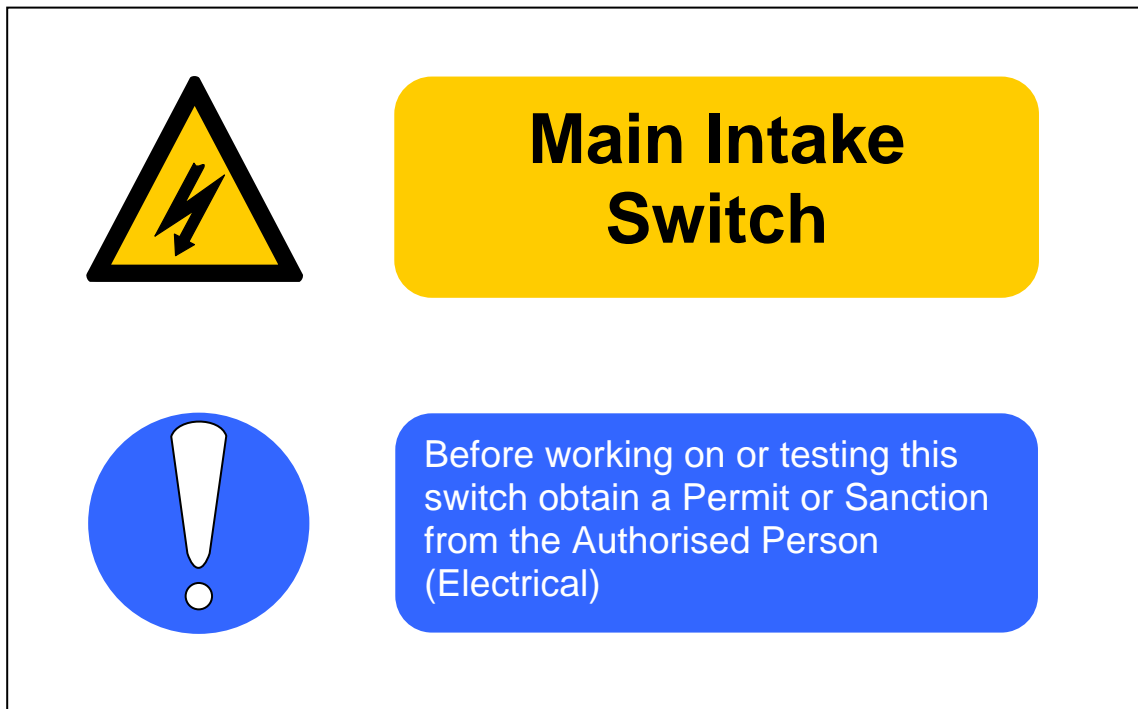 Main Intake
Switch
Before working on or testing this
switch obtain a Permit or Sanction
from the Authorised Person
(Electrical)